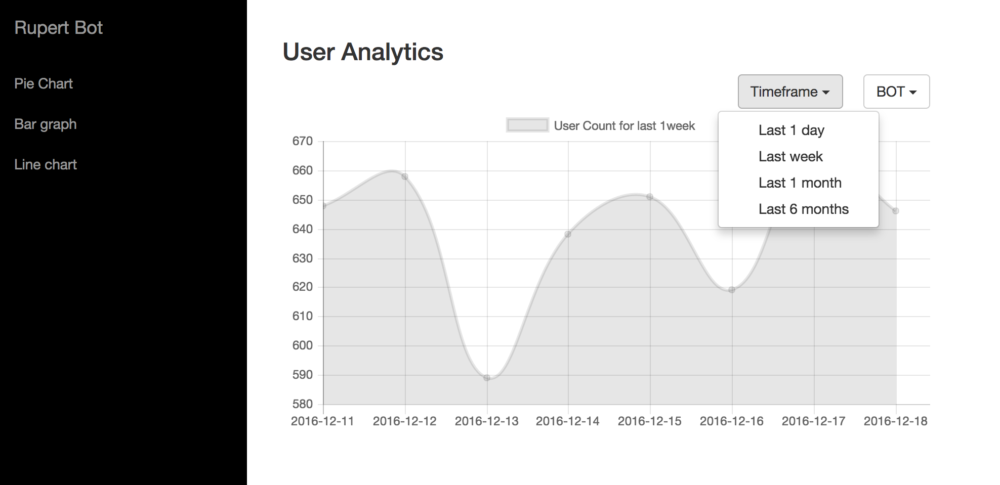 Rupert Bot
Pie Chart
Bar graph
Line chart
User Analytics
Timeframe
BOT
Last 1 day
Last week
Last 1 month
Last 6 months
User Count for last 1week
670
660
650
640
630
620
610
600
590
580
2016-12-11 2016-12-12 2016-12-13 2016-12-14 2016-12-15 2016-12-16 2016-12-17 2016-12-18